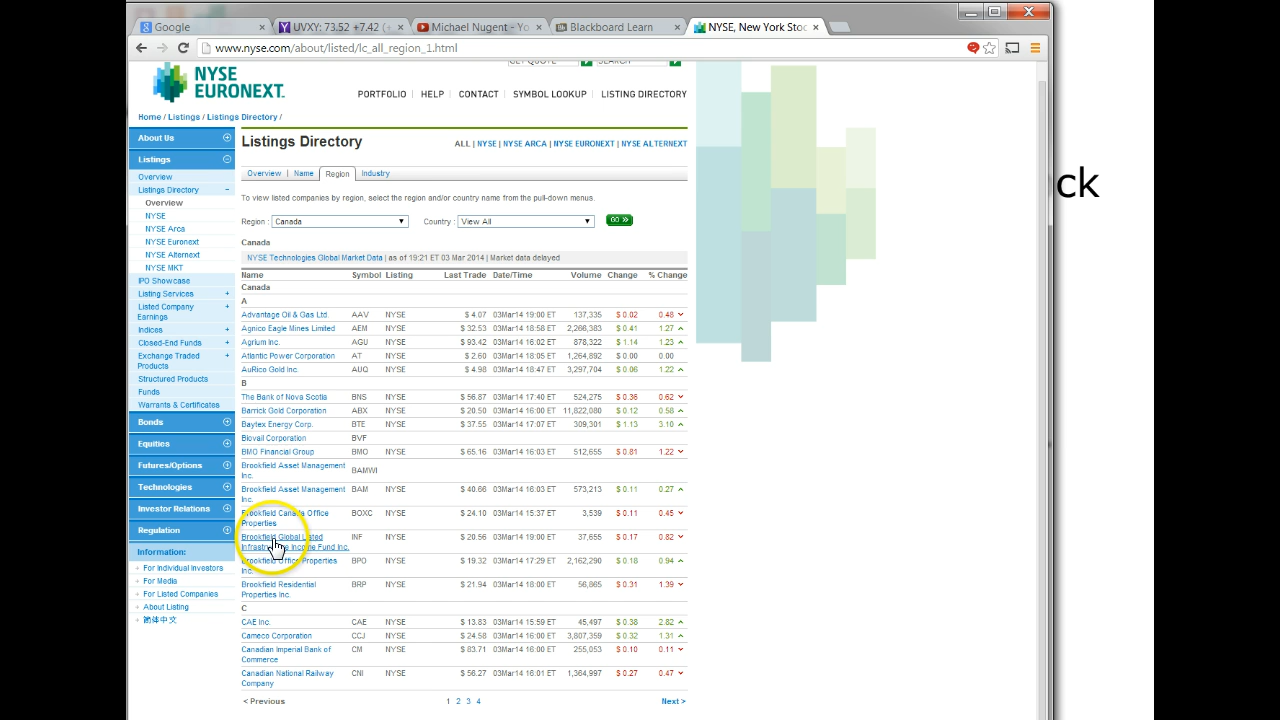 Google
UVXY: 73.52 +7.42 (+
Michael Nugent - Yo
Blackboard Learn
NYSE, New York Stoc
www.nyse.com/about/listed/lc_all_region_1.html
NYSE
EURONEXT.
PORTFOLIO | HELP | CONTACT | SYMBOL LOOKUP | LISTING DIRECTORY
Home / Listings / Listings Directory /
About Us
Listings
Overview
Listings Directory
Overview
NYSE
NYSE Arca
NYSE Euronext
NYSE Alternext
NYSE MKT
IPO Showcase
Listing Services
Listed Company
Earnings
Indices
Closed-End Funds
Exchange Traded
Products
Structured Products
Funds
Warrants & Certificates
Bonds
Equities
Futures/Options
Technologies
Investor Relations
Regulation
Information:
For Individual Investors
For Media
For Listed Companies
About Listing
简体中文
Listings Directory
ALL | NYSE | NYSE ARCA | NYSE EURONEXT | NYSE ALTERNEXT
Overview | Name Region Industry
To view listed companies by region, select the region and/or country name from the pull-down menus.
Region : Canada Country : View All GO »
Canada
NYSE Technologies Global Market Data | as of 19:21 ET 03 Mar 2014 | Market data delayed
Name Symbol Listing Last Trade Date/Time Volume Change % Change
Canada
A
Advantage Oil & Gas Ltd. AAV NYSE $ 4.07 03Mar14 19:00 ET 137,335 $ 0.02 0.48
Agnico Eagle Mines Limited AEM NYSE $ 32.53 03Mar14 18:58 ET 2,266,383 $ 0.41 1.27
Agrium Inc. AGU NYSE $ 93.42 03Mar14 16:02 ET 878,322 $ 1.14 1.23
Atlantic Power Corporation AT NYSE $ 2.60 03Mar14 18:05 ET 1,264,892 $ 0.00 0.00
AuRico Gold Inc. AUQ NYSE $ 4.98 03Mar14 18:47 ET 3,297,704 $ 0.06 1.22
B
The Bank of Nova Scotia BNS NYSE $ 56.87 03Mar14 17:40 ET 524,275 $ 0.36 0.62
Barrick Gold Corporation ABX NYSE $ 20.50 03Mar14 16:00 ET 11,822,080 $ 0.12 0.58
Baytex Energy Corp. BTE NYSE $ 37.55 03Mar14 17:07 ET 309,301 $ 1.13 3.10
Biovail Corporation BVF
BMO Financial Group BMO NYSE $ 65.16 03Mar14 16:03 ET 512,655 $ 0.81 1.22
Brookfield Asset Management
Inc. BAMWI
Brookfield Asset Management
Inc. BAM NYSE $ 40.66 03Mar14 16:03 ET 573,213 $ 0.11 0.27
Brookfield Canada Office
Properties BOXC NYSE $ 24.10 03Mar14 15:37 ET 3,539 $ 0.11 0.45
Brookfield Global Listed
Infrastructure Income Fund Inc. INF NYSE $ 20.56 03Mar14 19:00 ET 37,655 $ 0.17 0.82
Brookfield Office Properties
Inc. BPO NYSE $ 19.32 03Mar14 17:29 ET 2,162,290 $ 0.18 0.94
Brookfield Residential
Properties Inc. BRP NYSE $ 21.94 03Mar14 18:00 ET 56,865 $ 0.31 1.39
C
CAE Inc. CAE NYSE $ 13.83 03Mar14 15:59 ET 45,497 $ 0.38 2.82
Cameco Corporation CCJ NYSE $ 24.58 03Mar14 16:00 ET 3,807,359 $ 0.32 1.31
Canadian Imperial Bank of
Commerce CM NYSE $ 83.71 03Mar14 16:00 ET 255,053 $ 0.10 0.11
Canadian National Railway
Company CNI NYSE $ 56.27 03Mar14 16:01 ET 1,364,997 $ 0.27 0.47
< Previous 1 2 3 4 Next >
ck